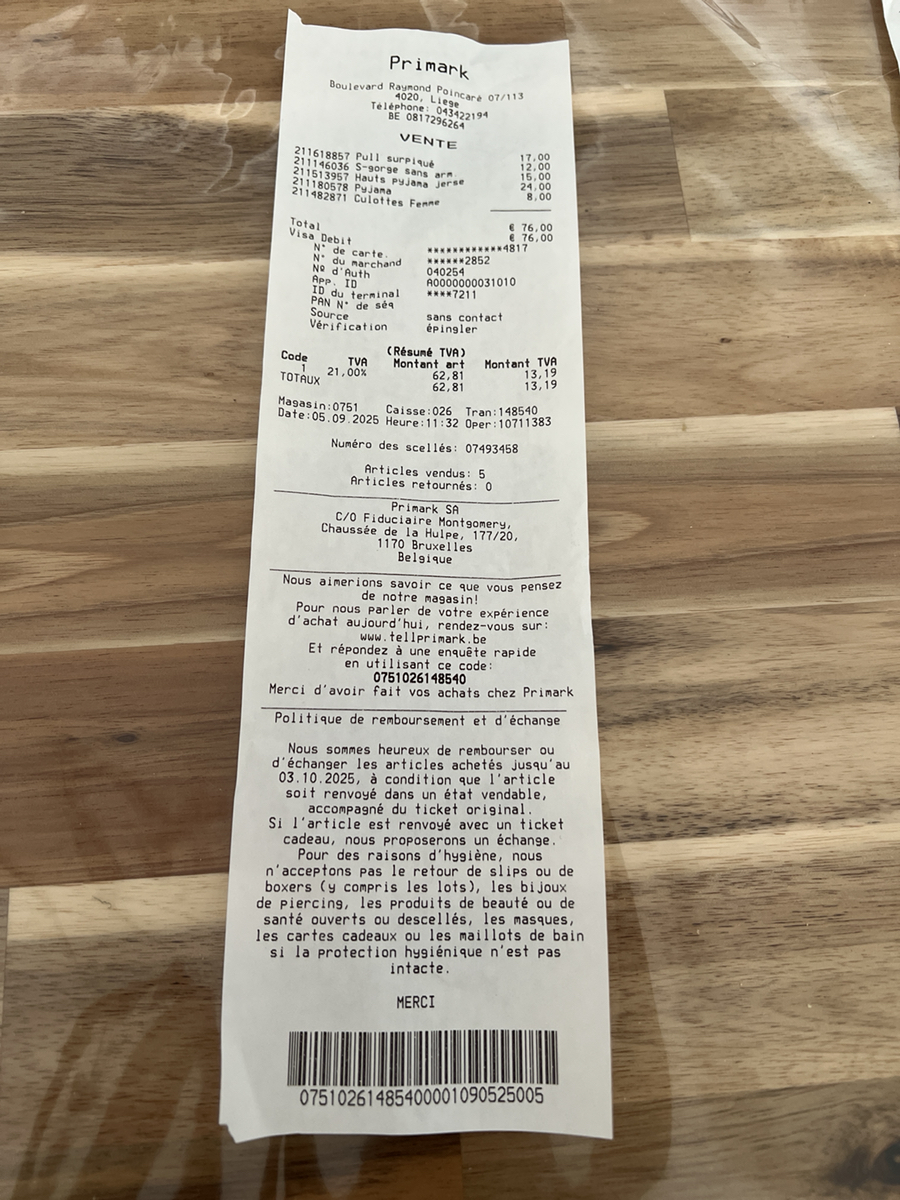 Primark
Boulevard Raymond Poincaré 07/113
4020, Liege
Téléphone: 043422194
BE 0817296264
VENTE
211618857 Pull surpiqué 17,00
211146036 S-gorge sans arm. 12,00
211513957 Hauts pyjama jerse 15,00
211180578 Pyjama 24,00
211482871 Culottes Femme 8,00
Total € 76,00
Visa Debit € 76,00
N° de carte. ************4817
N° du marchand ******2852
Nº d'Auth 040254
App. ID A0000000031010
ID du terminal ****7211
PAN N° de séq
Source sans contact
Vérification épingler
(Résumé TVA)
Code TVA Montant art Montant TVA
1 21,00% 62,81 13,19
TOTAUX 62,81 13,19
Magasin:0751 Caisse:026 Tran:148540
Date:05.09.2025 Heure:11:32 Oper:10711383
Numéro des scellés: 07493458
Articles vendus: 5
Articles retournés: 0
Primark SA
C/O Fiduciaire Montgomery,
Chaussée de la Hulpe, 177/20,
1170 Bruxelles
Belgique
Nous aimerions savoir ce que vous pensez
de notre magasin!
Pour nous parler de votre expérience
d'achat aujourd'hui, rendez-vous sur:
www.tellprimark.be
Et répondez à une enquête rapide
en utilisant ce code:
0751026148540
Merci d'avoir fait vos achats chez Primark
Politique de remboursement et d'échange
Nous sommes heureux de rembourser ou
d'échanger les articles achetés jusqu'au
03.10.2025, à condition que l'article
soit renvoyé dans un état vendable,
accompagné du ticket original.
Si l'article est renvoyé avec un ticket
cadeau, nous proposerons un échange.
Pour des raisons d'hygiène, nous
n'acceptons pas le retour de slips ou de
boxers (y compris les lots), les bijoux
de piercing, les produits de beauté ou de
santé ouverts ou descellés, les masques,
les cartes cadeaux ou les maillots de bain
si la protection hygiénique n'est pas
intacte.
MERCI
07510261485400001090525005